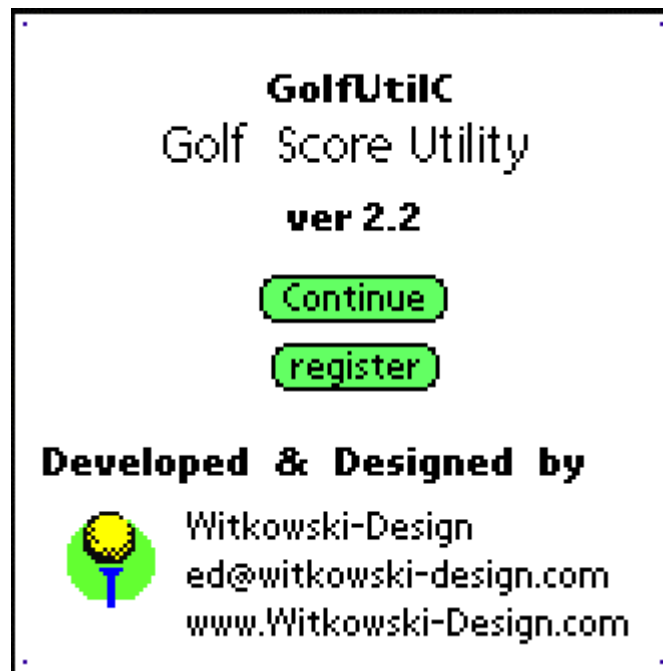 GolfUtilC
Golf Score Utility
ver 2.2
Continue
register
Developed & Designed by
Witkowski-Design
ed@witkowski-design.com
www.Witkowski-Design.com